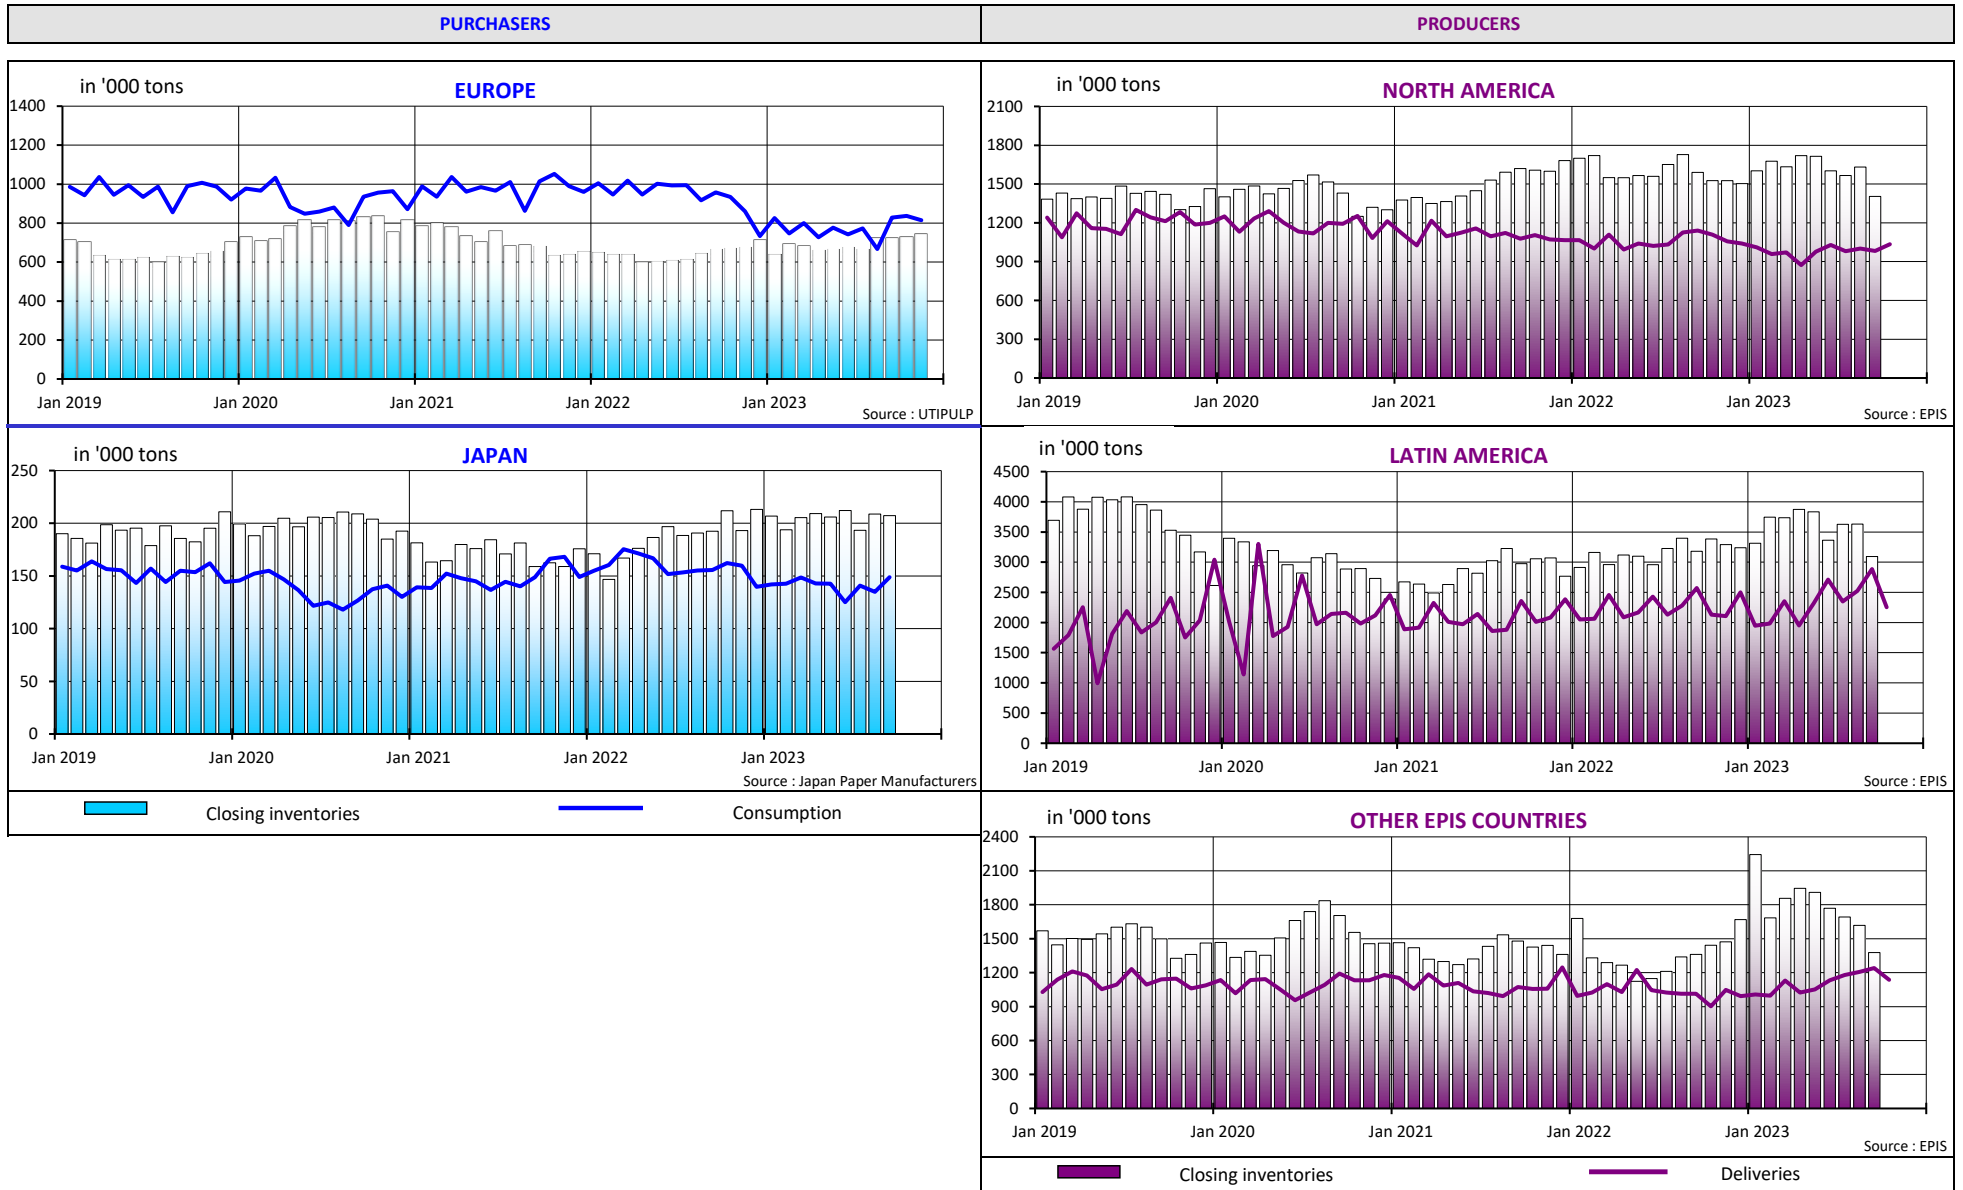 PURCHASERS
PRODUCERS
in '000 tons
EUROPE
1400
1200
1000
800
600
400
200
0
Jan 2019 Jan 2020 Jan 2021 Jan 2022 Jan 2023
Source : UTIPULP
in '000 tons
NORTH AMERICA
2100
1800
1500
1200
900
600
300
0
Jan 2019 Jan 2020 Jan 2021 Jan 2022 Jan 2023
Source : EPIS
in '000 tons
JAPAN
250
200
150
100
50
0
Jan 2019 Jan 2020 Jan 2021 Jan 2022 Jan 2023
Source : Japan Paper Manufacturers
Closing inventories Consumption
in '000 tons
LATIN AMERICA
4500
4000
3500
3000
2500
2000
1500
1000
500
0
Jan 2019 Jan 2020 Jan 2021 Jan 2022 Jan 2023
Source : EPIS
in '000 tons
OTHER EPIS COUNTRIES
2400
2100
1800
1500
1200
900
600
300
0
Jan 2019 Jan 2020 Jan 2021 Jan 2022 Jan 2023
Source : EPIS
Closing inventories Deliveries